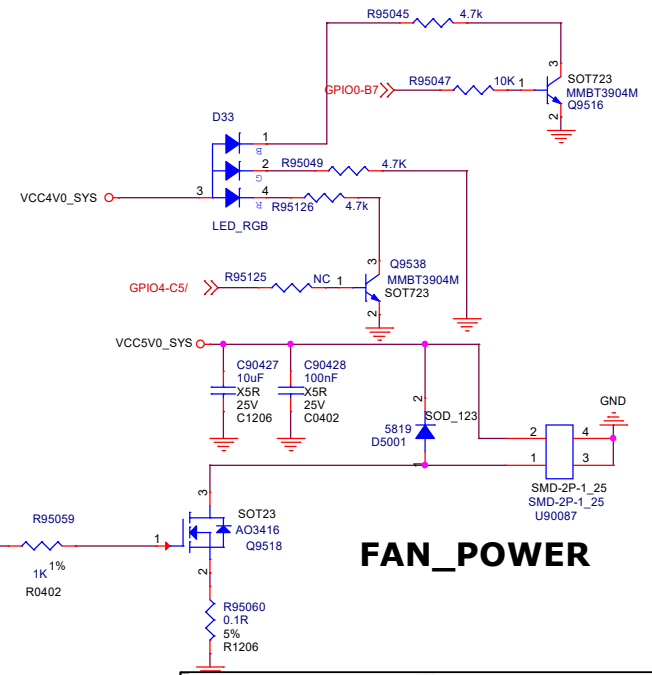 R95045 4.7k
3
SOT723
GPIO0-B7 R95047 10K 1 MMBT3904M
Q9516
2
D33
1
B
2 R95049 4.7K
G
VCC4V0_SYS 3 4
R
R95126 4.7k
LED_RGB
3 Q9538
R95125 NC 1 MMBT3904M
GPIO4-C5/ SOT723
2
VCC5V0_SYS
C90427 C90428
10uF 100nF
X5R X5R
25V 25V
C1206 C0402
2 SOD_123
5819
D5001
1
GND
2 4
1 3
SMD-2P-1_25
SMD-2P-1_25
U90087
3
SOT23
R95059 AO3416
1 Q9518
1K 1%
R0402
2
FAN_POWER
R95060
0.1R
5%
R1206